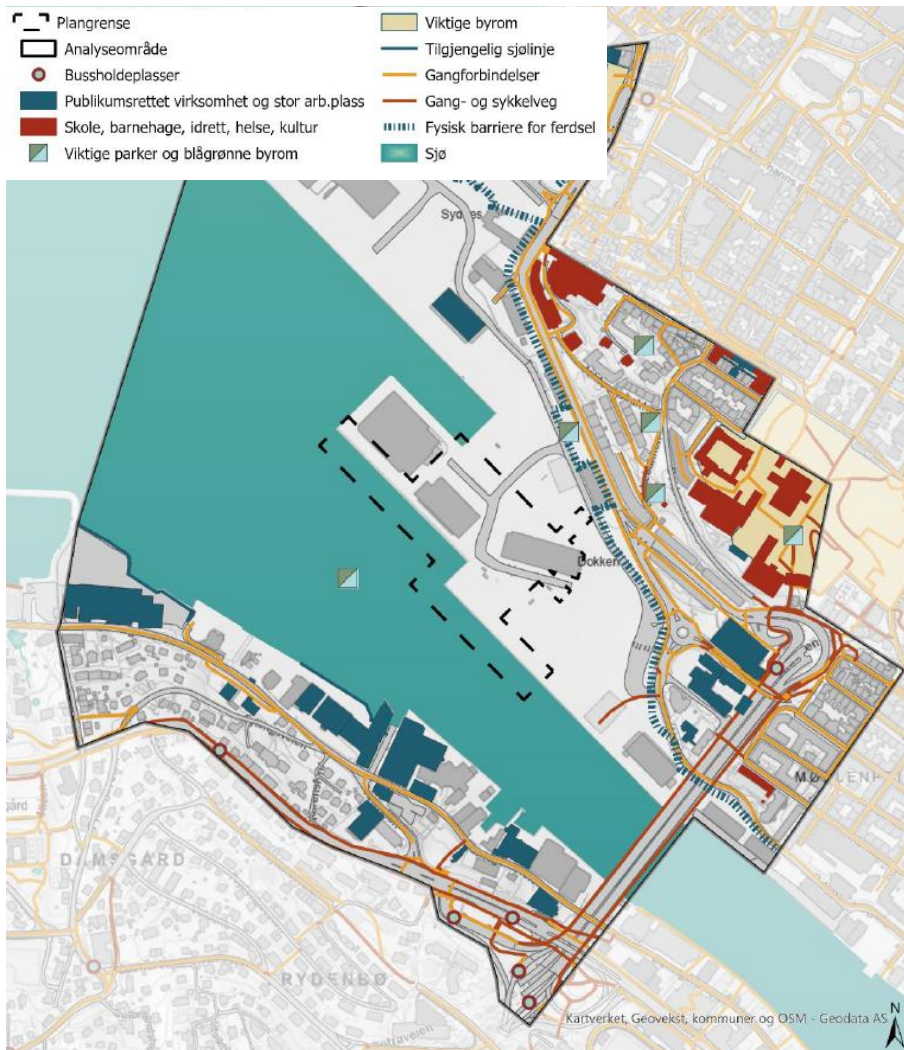 Plangrense
Analyseområde
Bussholdeplasser
Publikumsrettet virksomhet og stor arb.plass
Skole, barnehage, idrett, helse, kultur
Viktige parker og blågrønne byrom
Viktige byrom
Tilgjengelig sjølinje
Gangforbindelser
Gang- og sykkelveg
Fysisk barriere for ferdsel
Sjø
Dokken
DAMSGÅRD
RYDENBØ
Kartverket, Geovekst, kommuner og OSM - Geodata AS
N